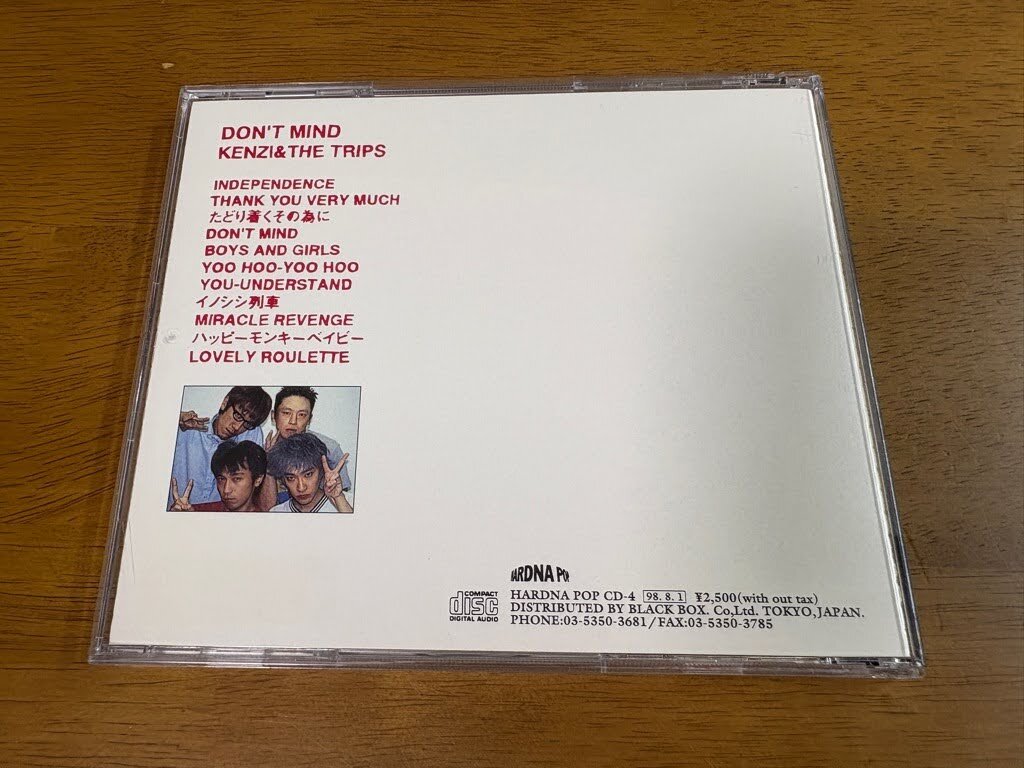 DON'T MIND
KENZI&THE TRIPS
INDEPENDENCE
THANK YOU VERY MUCH
たどり着くその為に
DON'T MIND
BOYS AND GIRLS
YOO HOO-YOO HOO
YOU-UNDERSTAND
イノシシ列車
MIRACLE REVENGE
ハッピーモンキーベイビー
LOVELY ROULETTE
HARDNA POP
COMPACT
disc
DIGITAL AUDIO
HARDNA POP CD-4 98. 8. 1 ¥2,500(with out tax)
DISTRIBUTED BY BLACK BOX. Co,Ltd. TOKYO,JAPAN.
PHONE:03-5350-3681/FAX:03-5350-3785